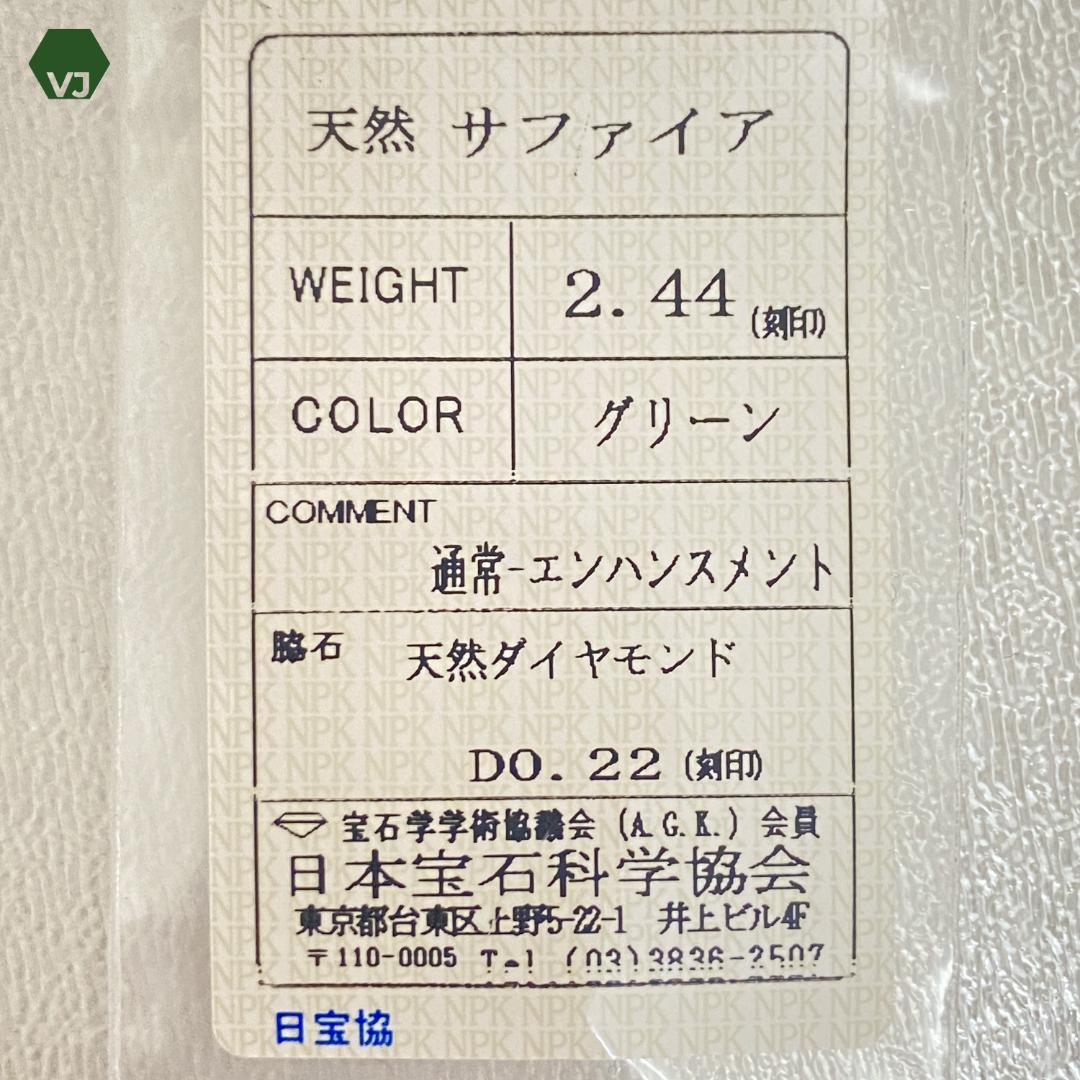 VJ
天然 サファイア
WEIGHT 2.44 (刻印)
COLOR グリーン
COMMENT
通常-エンハンスメント
脇石 天然ダイヤモンド
D0.22 (刻印)
宝石学学術協議会 (A.G.K.) 会員
日本宝石科学協会
東京都台東区上野5-22-1 井上ビル4F
〒110-0005 Tel (03)3836-
日宝協